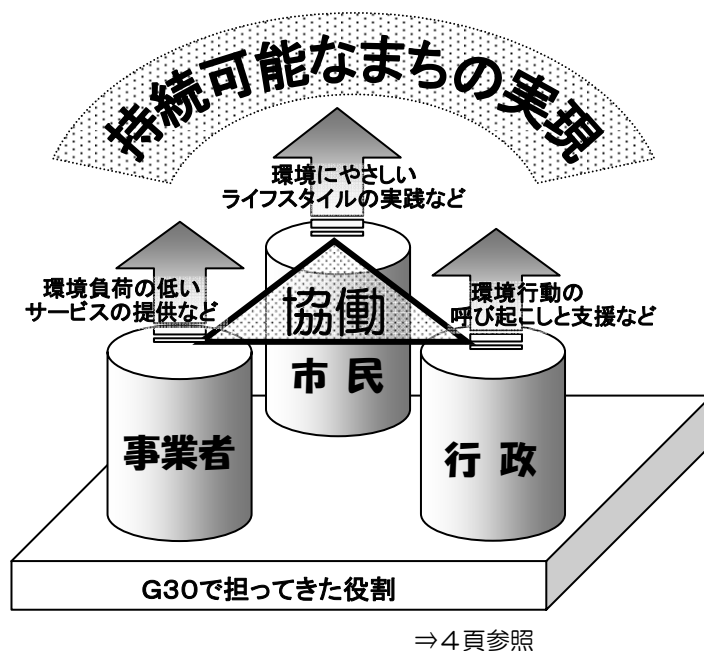 持続可能なまちの実現
環境にやさしい
ライフスタイルの実践など
環境負荷の低い
サービスの提供など
環境行動の
呼び起こしと支援など
協働
市民
事業者
行政
G30で担ってきた役割
⇒4頁参照